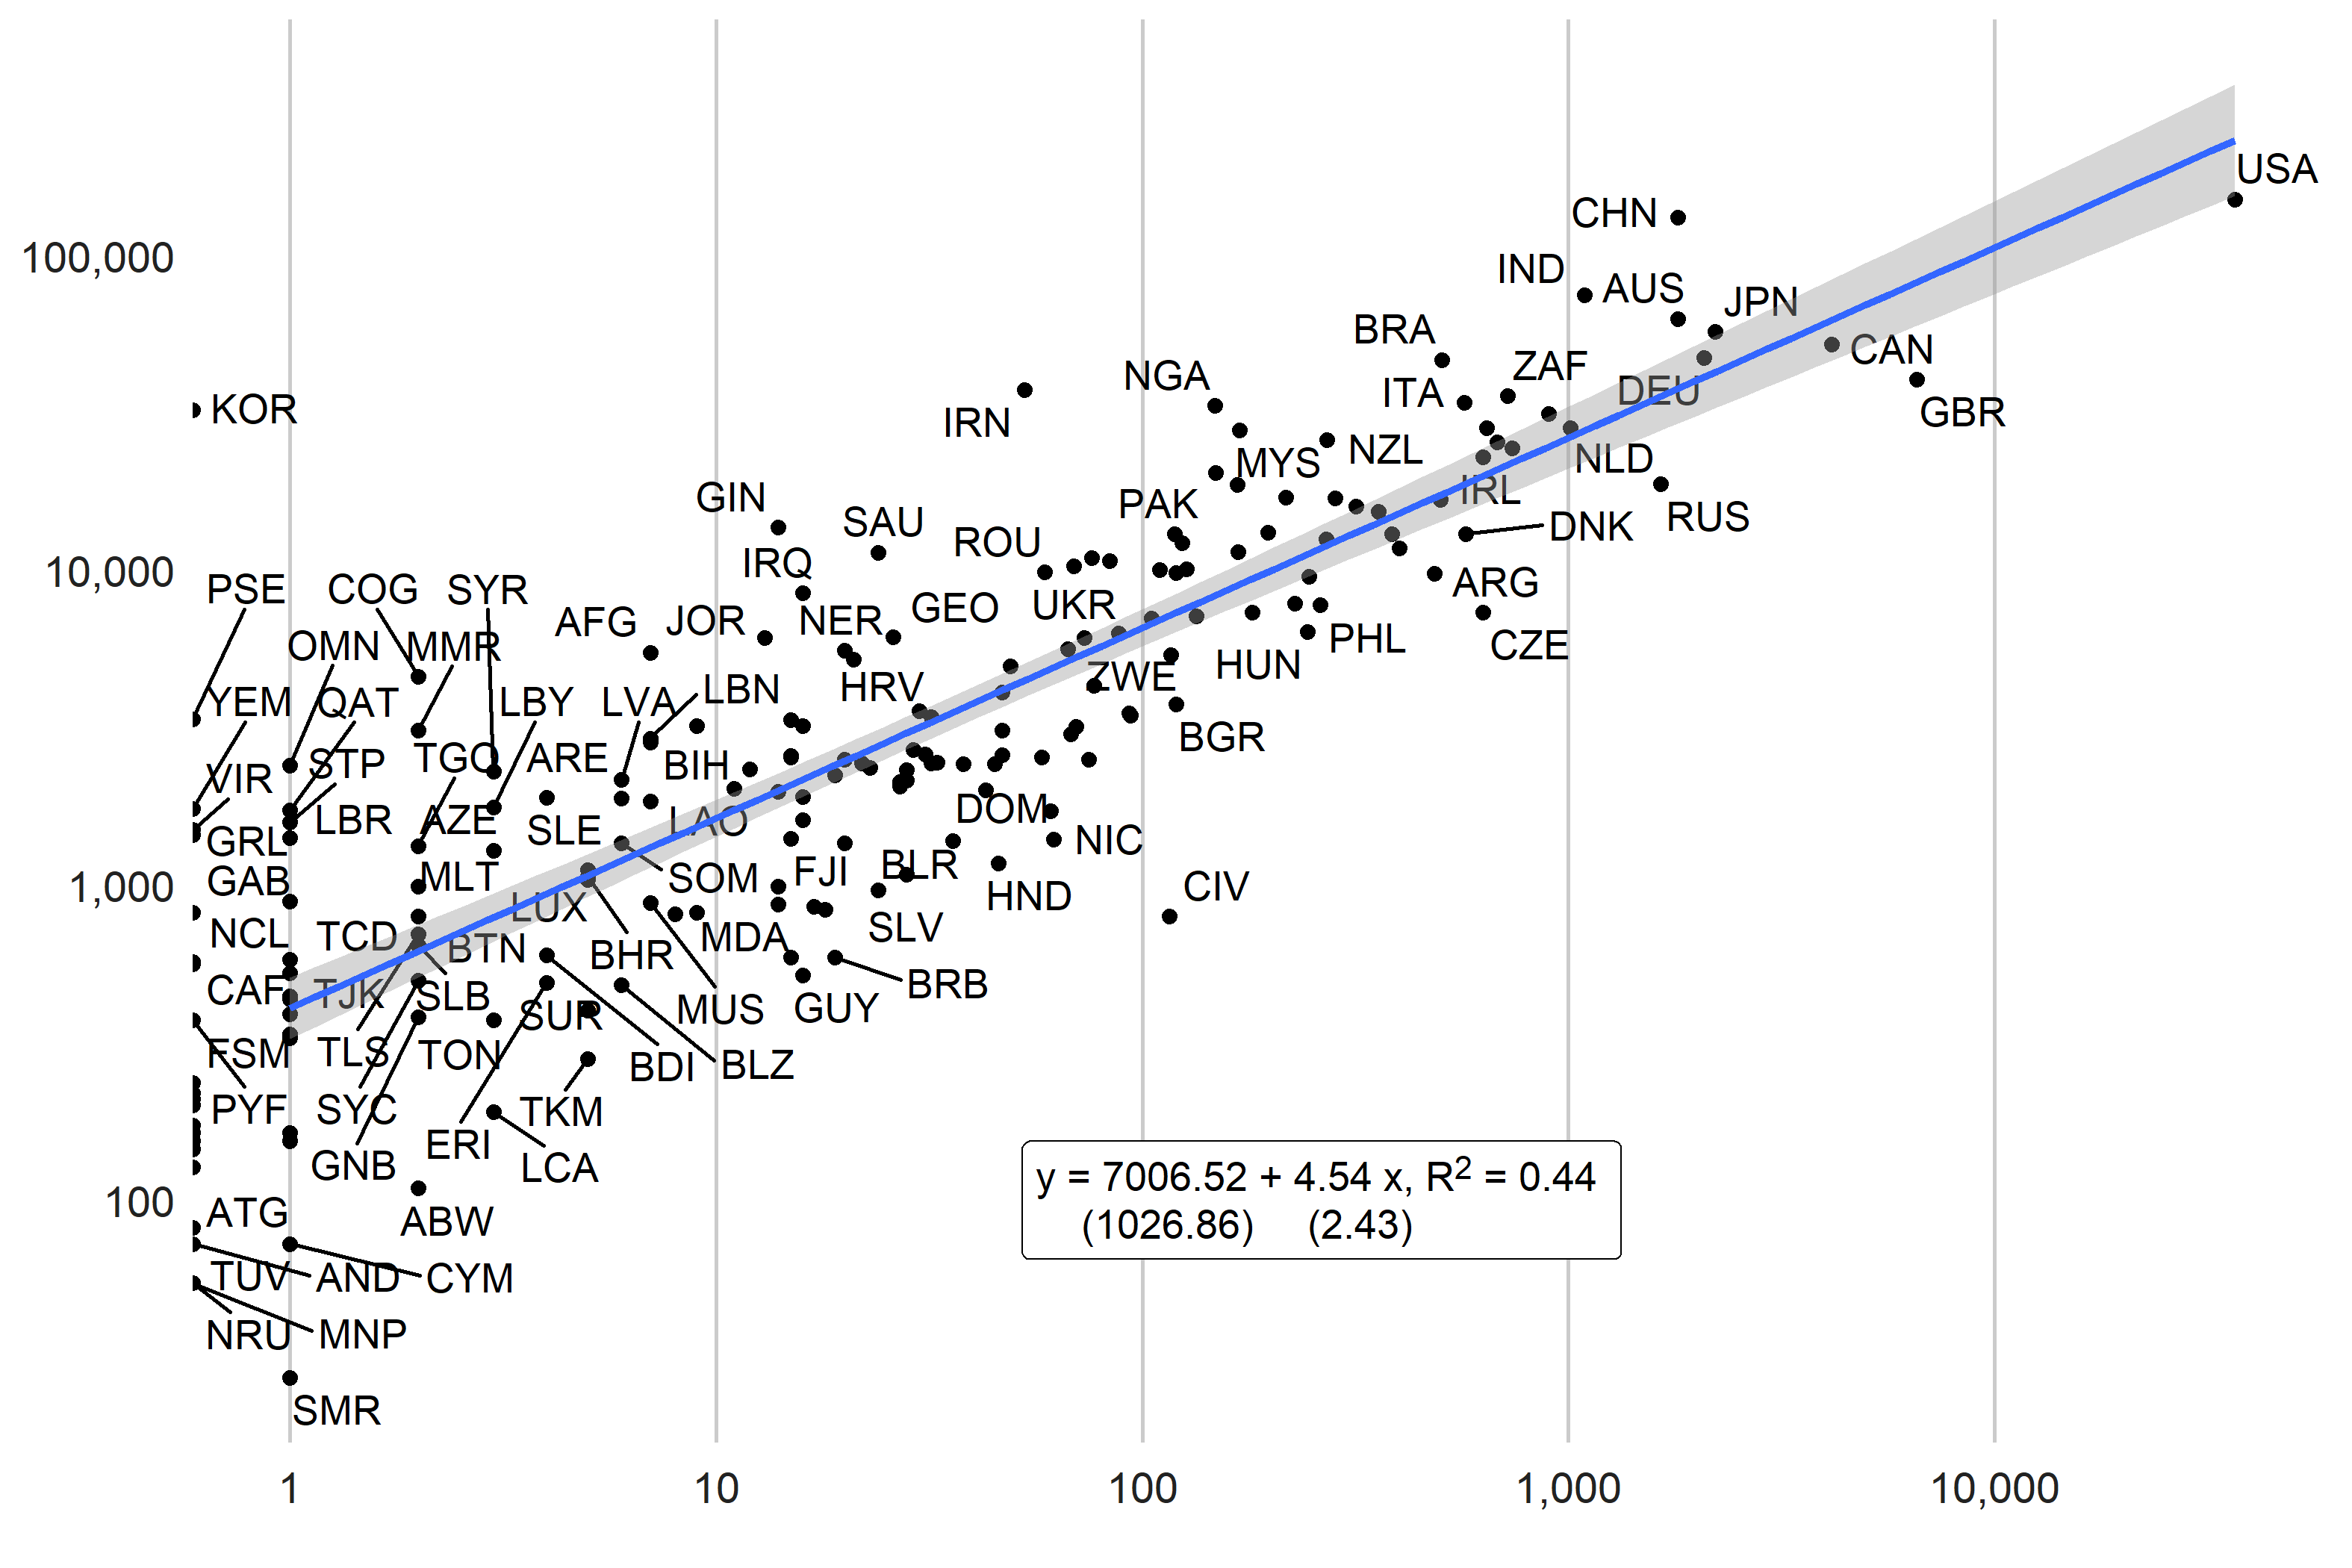 USA
CHN
100,000
IND
AUS
JPN
BRA
CAN
ZAF
NGA
ITA
DEU
KOR
IRN
GBR
NZL
MYS
NLD
IRL
GIN
PAK
SAU
RUS
DNK
ROU
IRQ
10,000
ARG
PSE
COG
SYR
UKR
GEO
AFG
JOR
NER
OMN
MMR
PHL
CZE
HUN
ZWE
HRV
LBN
YEM
QAT
LBY
LVA
BGR
TGO
ARE
BIH
STP
VIR
DOM
LBR
AZE
SLE
LAO
NIC
GRL
BLR
FJI
MLT
SOM
GAB
1,000
CIV
HND
LUX
SLV
NCL
TCD
MDA
BTN
BHR
BRB
CAF
TJK
SLB
GUY
MUS
SUR
FSM
TLS
TON
BDI
BLZ
PYF
SYC
TKM
ERI
GNB
LCA
y = 7006.52 + 4.54 x, R2 = 0.44
(1026.86) (2.43)
100
ATG
ABW
TUV
AND
CYM
NRU
MNP
SMR
1
10
100
1,000
10,000